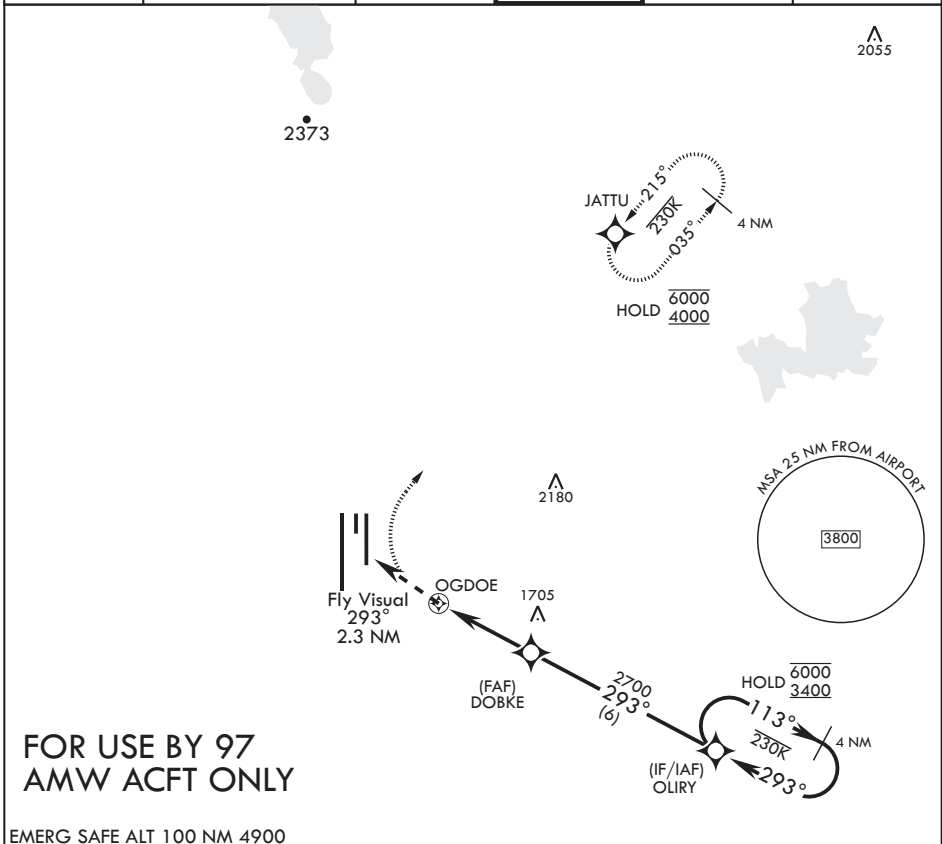 2055
2373
JATTU
215°
230K
035°
4 NM
HOLD 6000
4000
MSA 25 NM FROM AIRPORT
3800
2180
OGDOE
1705
Fly Visual
293°
2.3 NM
(FAF)
DOBKE
2700
293°
(6)
HOLD 6000
3400
113°
230K
4 NM
293°
(IF/IAF)
OLIRY
FOR USE BY 97
AMW ACFT ONLY
EMERG SAFE ALT 100 NM 4900